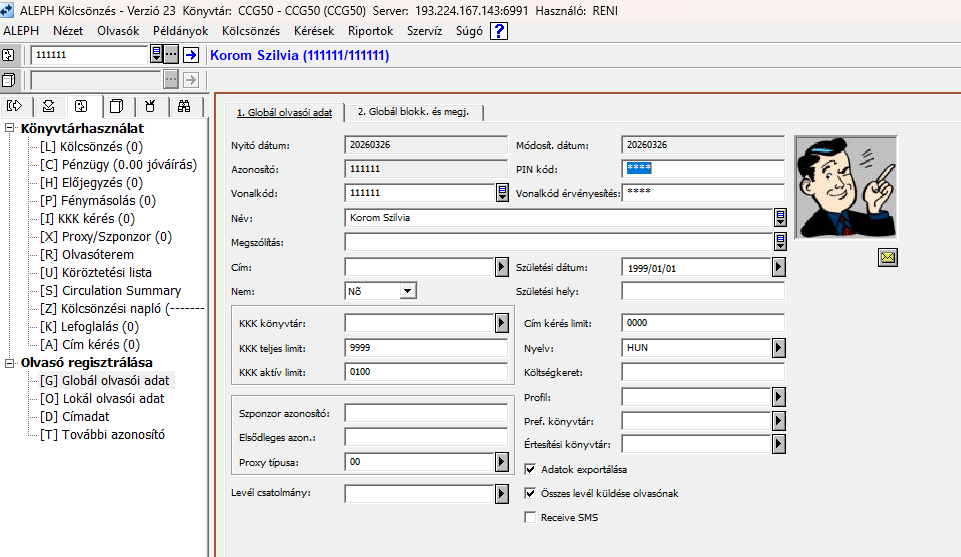 ALEPH Kölcsönzés - Verzió 23 Könyvtár: CCG50 - CCG50 (CCG50) Server: 193.224.167.143:6991 Használó: RENI
ALEPH Nézet Olvasók Példányok Kölcsönzés Kérések Riportok Szervíz Súgó ?
111111 ... Korom Szilvia (111111/111111)
...
Könyvtárhasználat
[L] Kölcsönzés (0)
[C] Pénzügy (0.00 jóváírás)
[H] Előjegyzés (0)
[P] Fénymásolás (0)
[I] KKK kérés (0)
[X] Proxy/Szponzor (0)
[R] Olvasóterem
[U] Köröztetési lista
[S] Circulation Summary
[Z] Kölcsönzési napló (-------
[K] Lefoglalás (0)
[A] Cím kérés (0)
Olvasó regisztrálása
[G] Globál olvasói adat
[O] Lokál olvasói adat
[D] Címadat
[T] További azonosító
1. Globál olvasói adat 2. Globál blokk. és megj.
Nyitó dátum: 20260326 Módosít. dátum: 20260326
Azonosító: 111111 PIN kód: ****
Vonalkód: 111111 Vonalkód érvényesítés: ****
Név: Korom Szilvia
Megszólítás:
Cím: Születési dátum: 1999/01/01
Nem: Nő Születési hely:
KKK könyvtár: Cím kérés limit: 0000
KKK teljes limit: 9999 Nyelv: HUN
KKK aktív limit: 0100 Költségkeret:
Profil:
Szponzor azonosító: Pref. könyvtár:
Elsődleges azon.: Értesítési könyvtár:
Proxy típusa: 00 Adatok exportálása
Levél csatolmány: Összes levél küldése olvasónak
Receive SMS